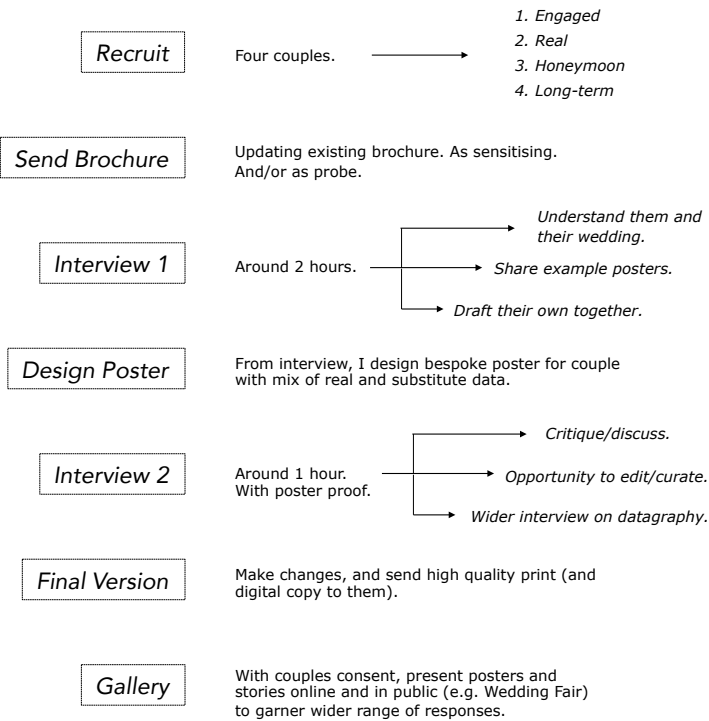 Recruit
Four couples.
1. Engaged
2. Real
3. Honeymoon
4. Long-term
Send Brochure
Updating existing brochure. As sensitising.
And/or as probe.
Interview 1
Around 2 hours.
Understand them and
their wedding.
Share example posters.
Draft their own together.
Design Poster
From interview, I design bespoke poster for couple
with mix of real and substitute data.
Interview 2
Around 1 hour.
With poster proof.
Critique/discuss.
Opportunity to edit/curate.
Wider interview on datagraphy.
Final Version
Make changes, and send high quality print (and
digital copy to them).
Gallery
With couples consent, present posters and
stories online and in public (e.g. Wedding Fair)
to garner wider range of responses.